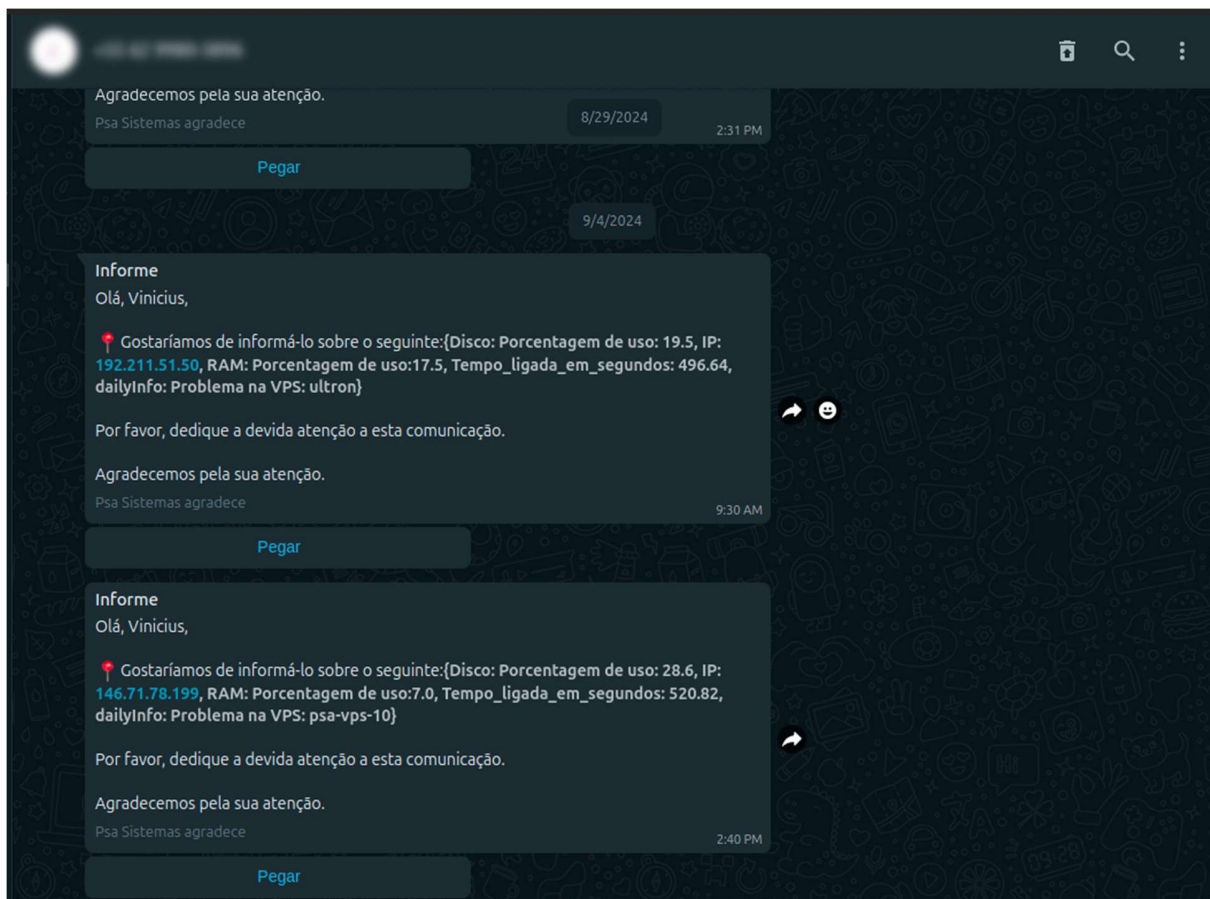 Agradecemos pela sua atenção.
Psa Sistemas agradece
8/29/2024
2:31 PM
Pegar
9/4/2024
Informe
Olá, Vinicius,
📍 Gostaríamos de informá-lo sobre o seguinte:{Disco: Porcentagem de uso: 19.5, IP:
192.211.51.50, RAM: Porcentagem de uso:17.5, Tempo_ligada_em_segundos: 496.64,
dailyInfo: Problema na VPS: ultron}
Por favor, dedique a devida atenção a esta comunicação.
Agradecemos pela sua atenção.
Psa Sistemas agradece
9:30 AM
Pegar
Informe
Olá, Vinicius,
📍 Gostaríamos de informá-lo sobre o seguinte:{Disco: Porcentagem de uso: 28.6, IP:
146.71.78.199, RAM: Porcentagem de uso:7.0, Tempo_ligada_em_segundos: 520.82,
dailyInfo: Problema na VPS: psa-vps-10}
Por favor, dedique a devida atenção a esta comunicação.
Agradecemos pela sua atenção.
Psa Sistemas agradece
2:40 PM
Pegar